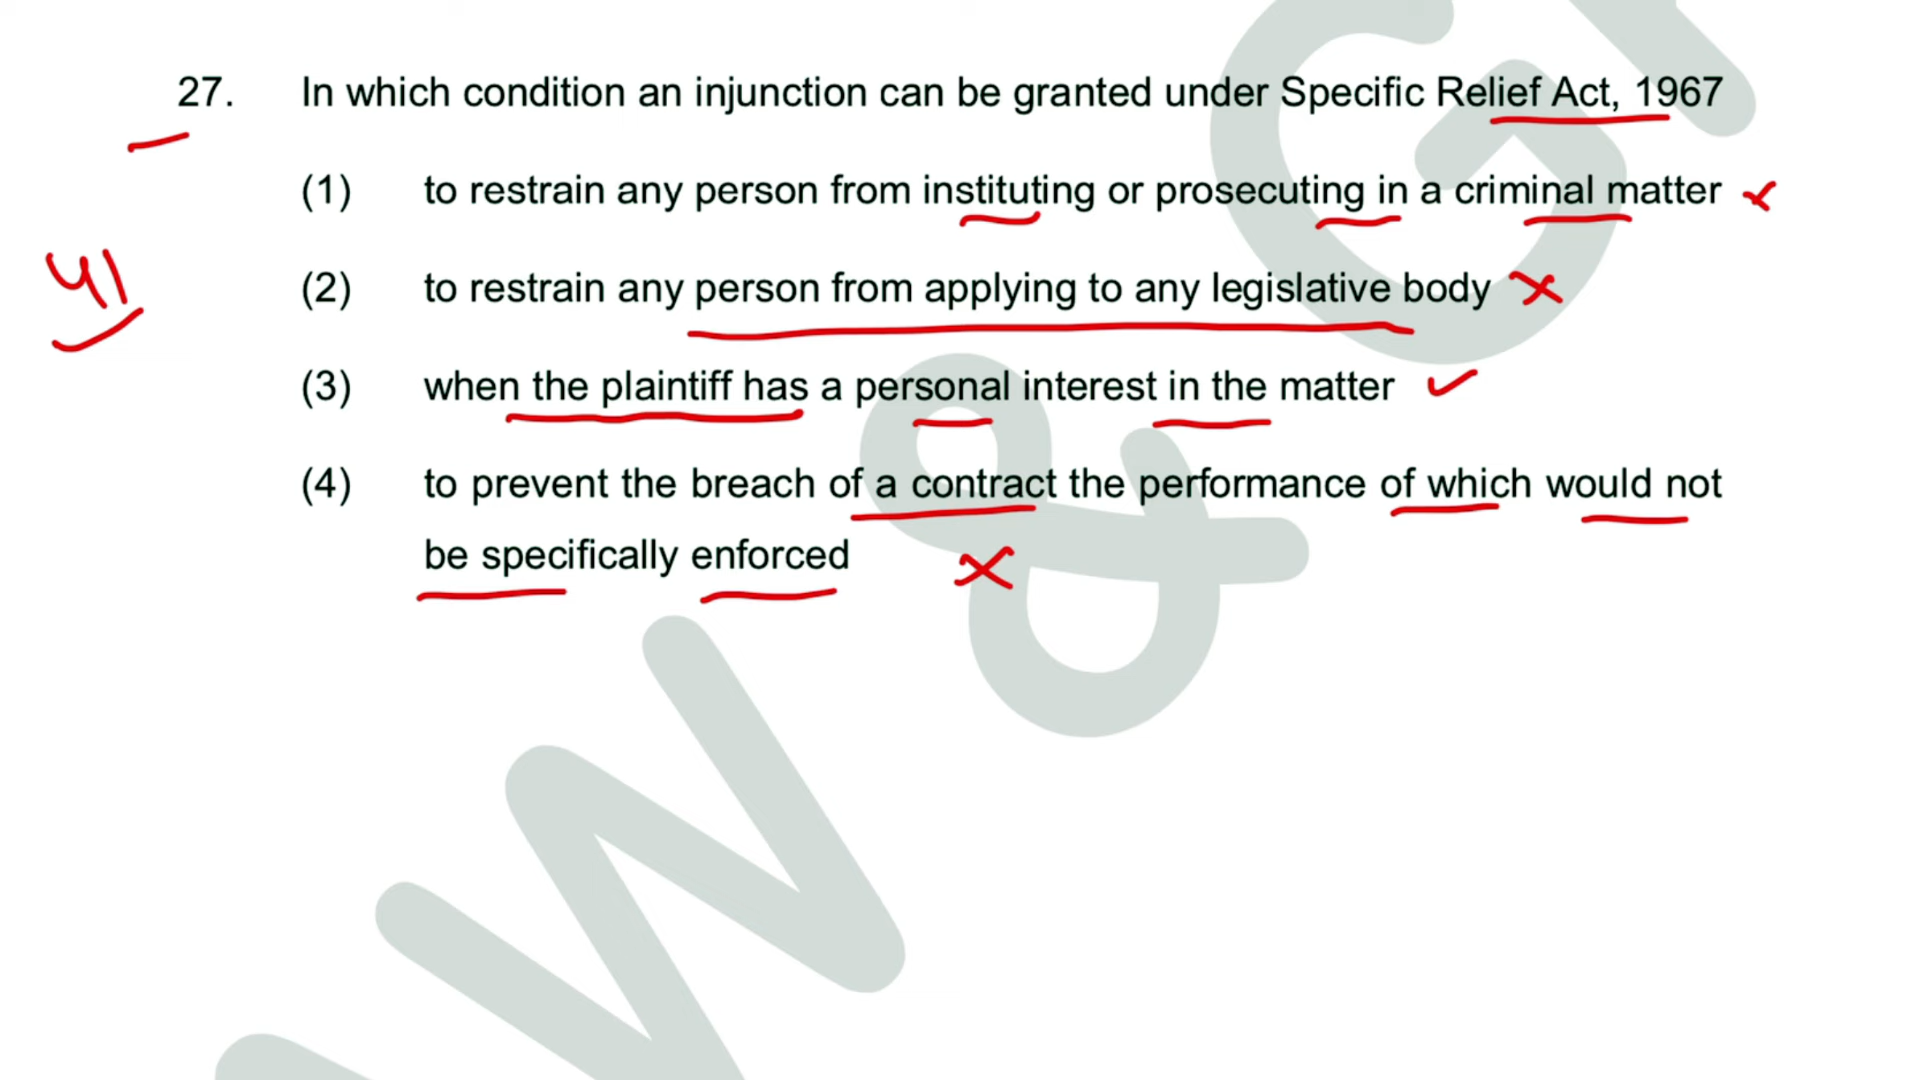 27. In which condition an injunction can be granted under Specific Relief Act, 1967
(1) to restrain any person from instituting or prosecuting in a criminal matter
41
(2) to restrain any person from applying to any legislative body
(3) when the plaintiff has a personal interest in the matter
(4) to prevent the breach of a contract the performance of which would not
be specifically enforced